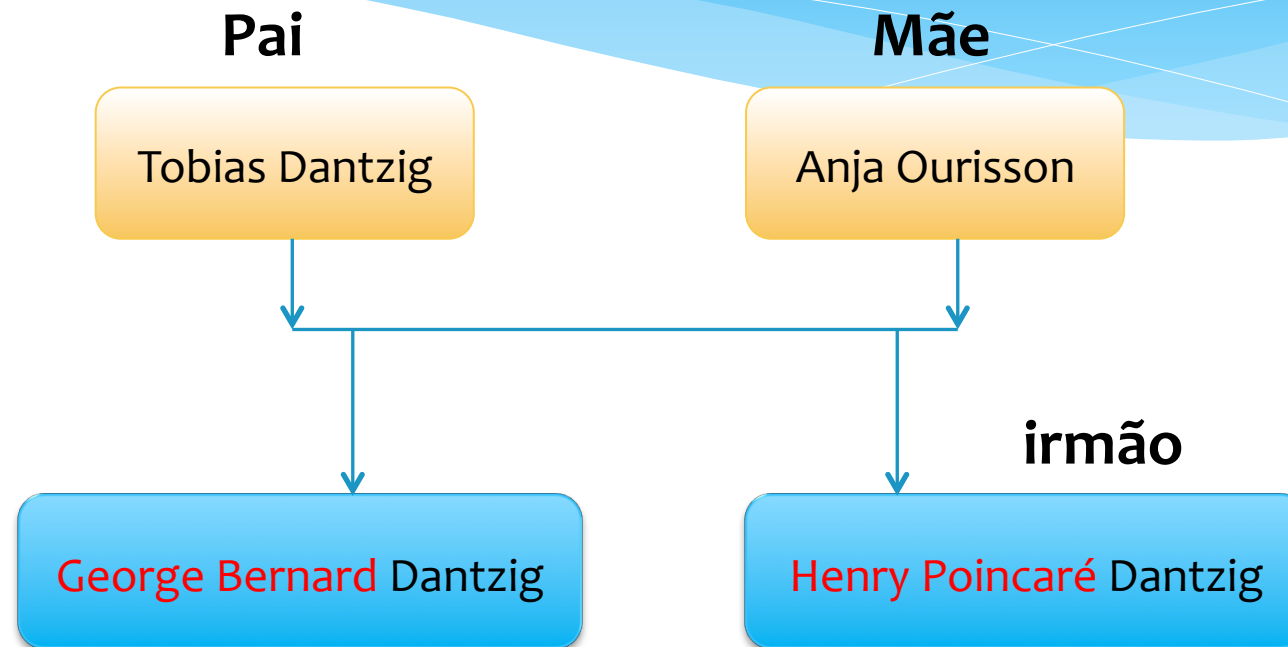 Pai
Mãe
Tobias Dantzig
Anja Ourisson
irmão
George Bernard Dantzig
Henry Poincaré Dantzig